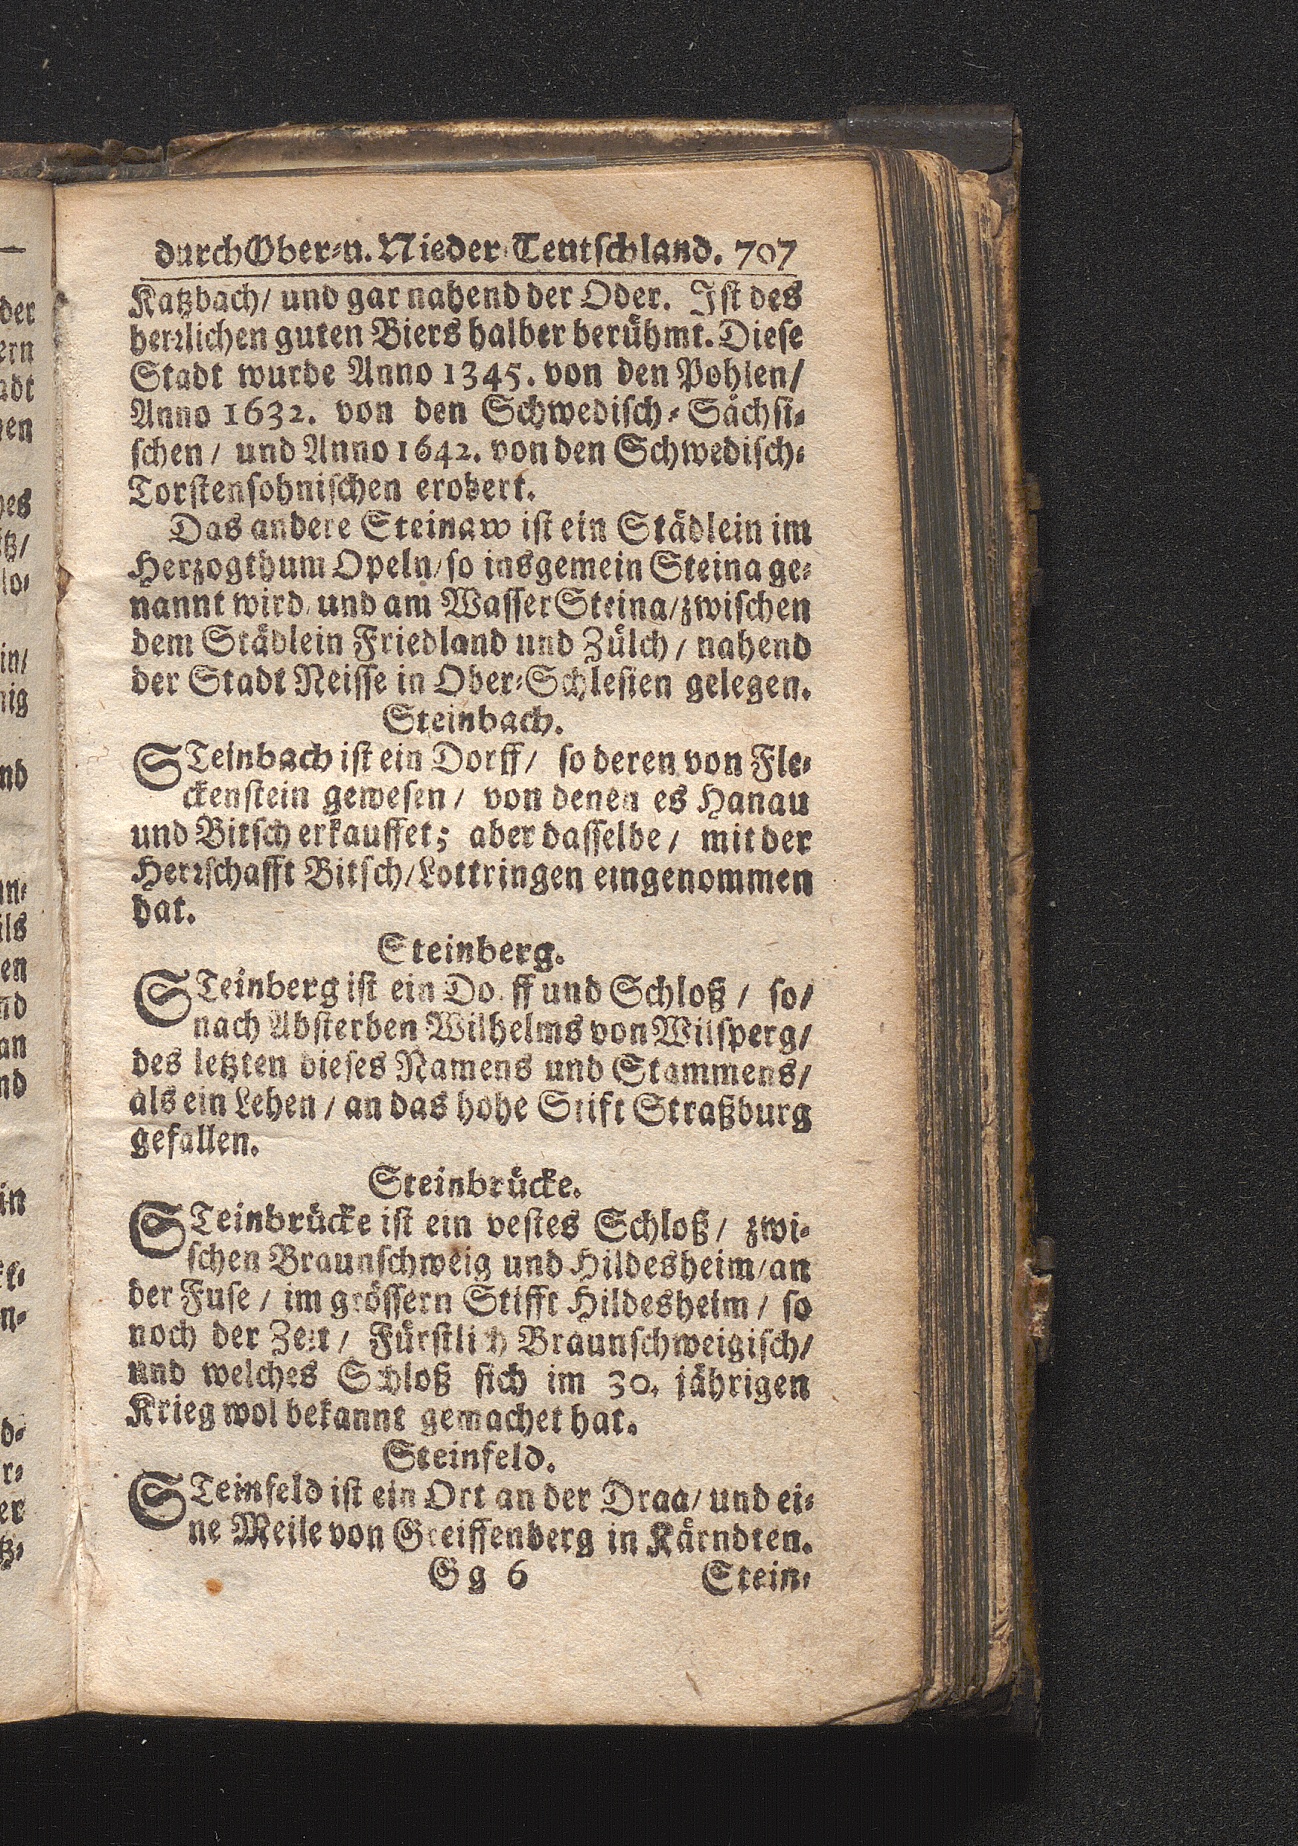 durch Ober-u. Nieder-Teutschland. 707
Katzbach/ und gar nahend der Oder. Ist des
herrlichen guten Biers halber berühmt. Diese
Stadt wurde Anno 1345. von den Pohlen/
Anno 1632. von den Schwedisch-Sächsi-
schen/ und Anno 1642. von den Schwedisch-
Torstensohnischen erobert.
Das andere Steinaw ist ein Städlein im
Herzogthum Opeln/ so insgemein Steina ge-
nannt wird/ und am Wasser Steina/ zwischen
dem Städlein Friedland und Zülch/ nahend
der Stadt Neisse in Ober-Schlesien gelegen.
Steinbach.
STeinbach ist ein Dorff/ so deren von Fle-
ckenstein gewesen/ von denen es Hanau
und Bitsch erkauffet; aber dasselbe/ mit der
Herrschafft Bitsch/ Lottringen eingenommen
hat.
Steinberg.
STeinberg ist ein Dorff und Schloß/ so/
nach Absterben Wilhelms von Wilsperg/
des letzten dieses Namens und Stammens/
als ein Lehen/ an das hohe Stift Straßburg
gefallen.
Steinbrücke.
STeinbrücke ist ein vestes Schloß/ zwi-
schen Braunschweig und Hildesheim/ an
der Fuse/ im grössern Stifft Hildesheim/ so
noch der Zeit/ Fürstlich Braunschweigisch/
und welches Schloß sich im 30. jährigen
Krieg wol bekannt gemachet hat.
Steinfeld.
STeinfeld ist ein Ort an der Draa/ und ei-
ne Meile von Greiffenberg in Kärndten.
Gg 6 Stein-